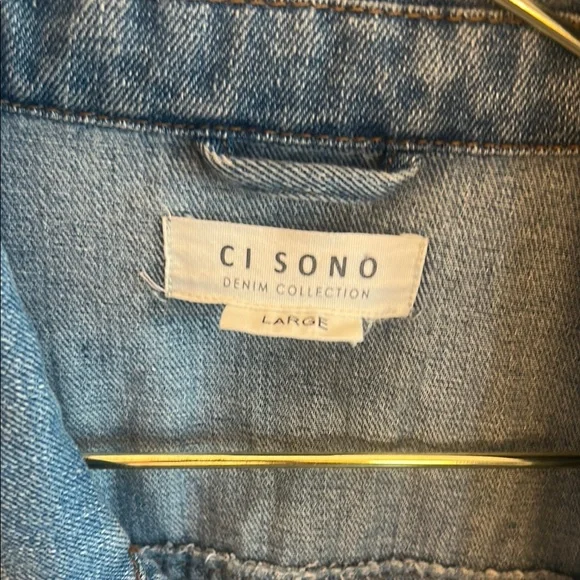 CI SONO
DENIM COLLECTION
LARGE